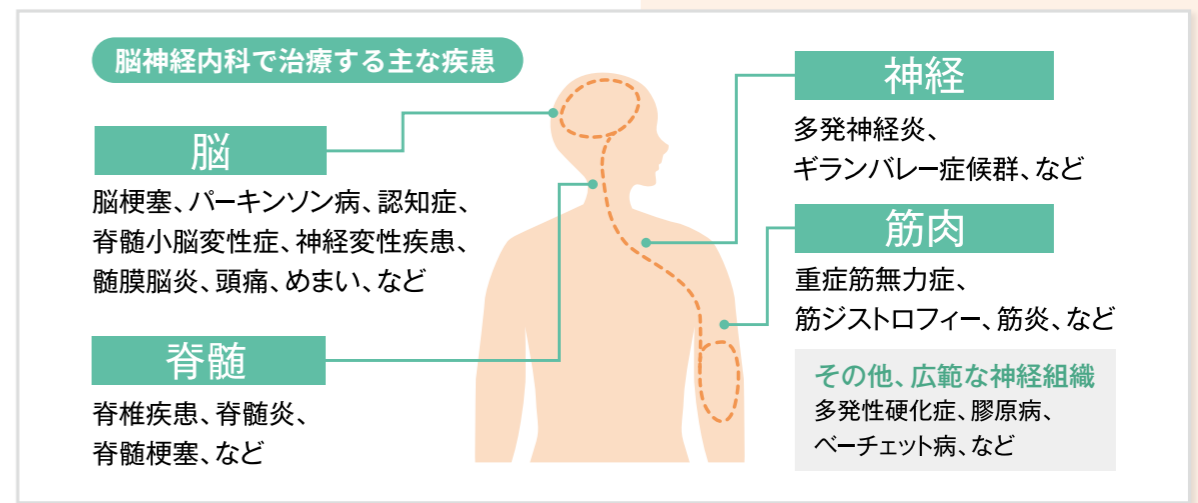 脳神経内科で治療する主な疾患
脳
脳梗塞、パーキンソン病、認知症、
脊髄小脳変性症、神経変性疾患、
髄膜脳炎、頭痛、めまい、など
脊髄
脊椎疾患、脊髄炎、
脊髄梗塞、など
神経
多発神経炎、
ギランバレー症候群、など
筋肉
重症筋無力症、
筋ジストロフィー、筋炎、など
その他、広範な神経組織
多発性硬化症、膠原病、
ベーチェット病、など